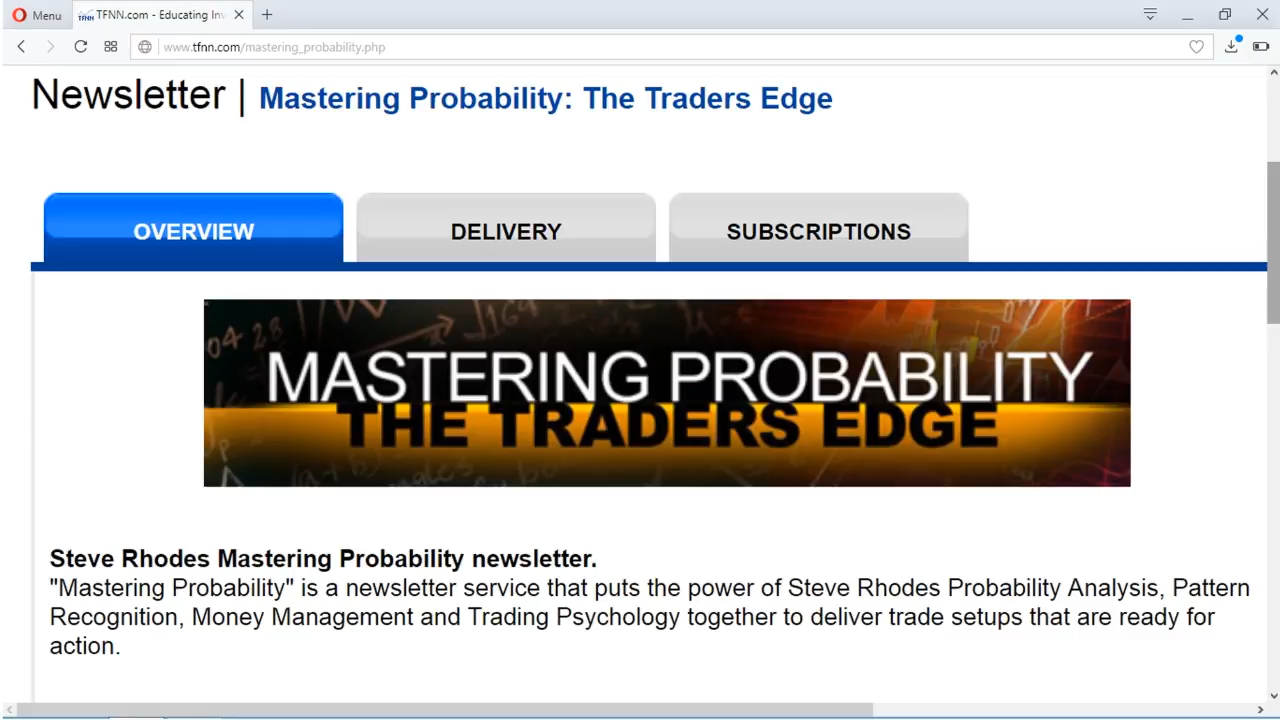 Menu
TFNN.com - Educating Inv
www.tfnn.com/mastering_probability.php
Newsletter | Mastering Probability: The Traders Edge
OVERVIEW
DELIVERY
SUBSCRIPTIONS
MASTERING PROBABILITY
THE TRADERS EDGE
Steve Rhodes Mastering Probability newsletter.
"Mastering Probability" is a newsletter service that puts the power of Steve Rhodes Probability Analysis, Pattern
Recognition, Money Management and Trading Psychology together to deliver trade setups that are ready for
action.